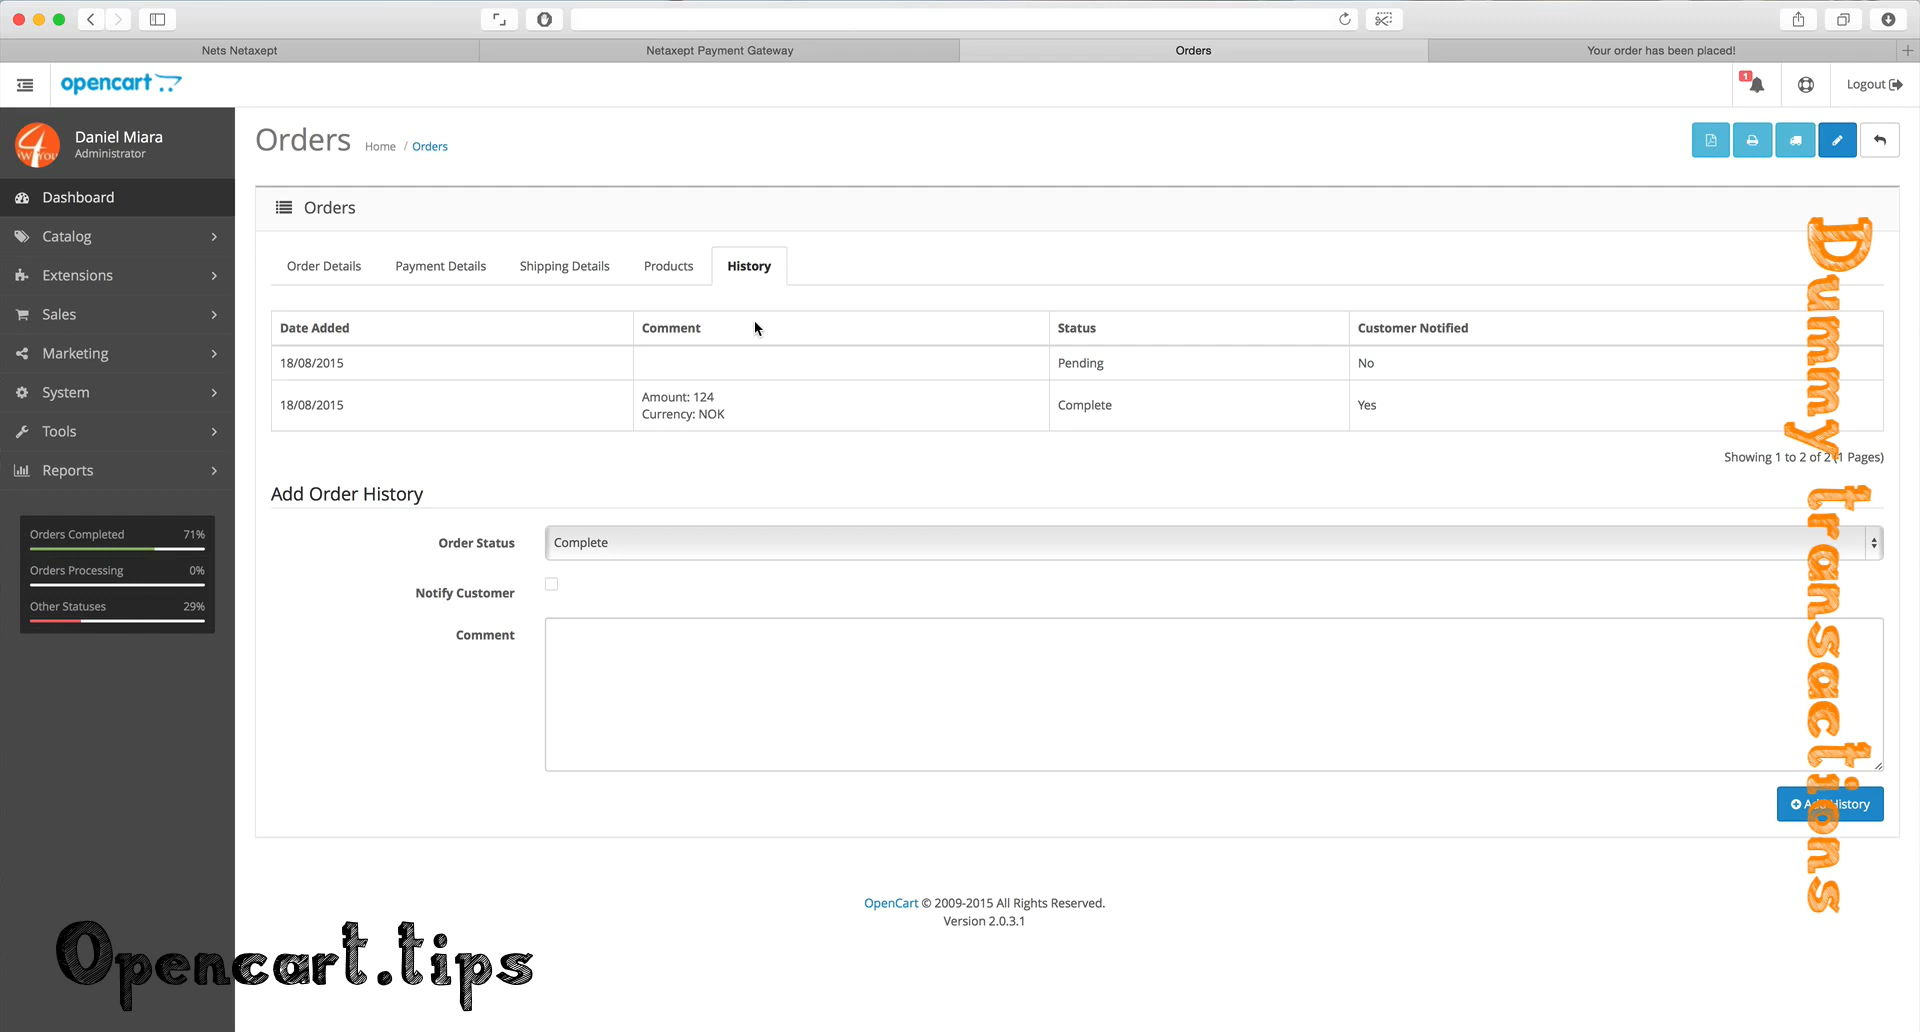 Nets Netaxept
Netaxept Payment Gateway
Orders
Your order has been placed!
opencart
1
Logout
4
W YOU
Daniel Miara
Administrator
Orders
Home / Orders
Dashboard
Catalog
Extensions
Sales
Marketing
System
Tools
Reports
Orders Completed 71%
Orders Processing 0%
Other Statuses 29%
Orders
Order Details
Payment Details
Shipping Details
Products
History
Date Added Comment Status Customer Notified
18/08/2015 Pending No
18/08/2015 Amount: 124
Currency: NOK Complete Yes
Showing 1 to 2 of 2 (1 Pages)
Add Order History
Order Status Complete
Notify Customer
Comment
Add History
OpenCart © 2009-2015 All Rights Reserved.
Version 2.0.3.1
Dummy transactions
Opencart.tips